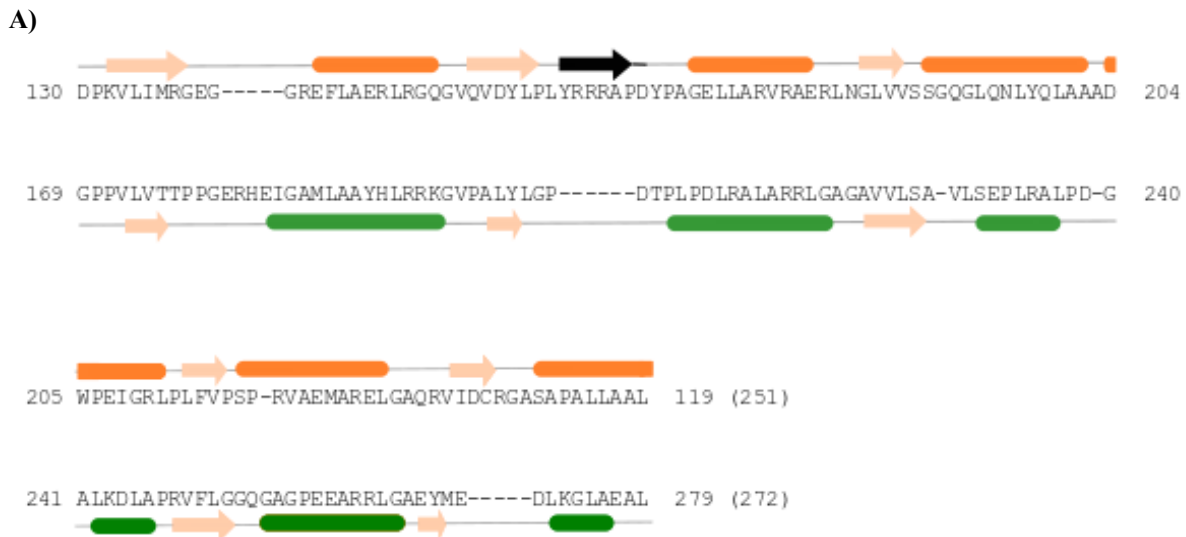 A)
130 DPKVLIMRGEG-----GREFLAERLRGQGVQVDYLPLYRRRAPDYPAGELLARVRAERLNGLVVSSGQGLQNLYQLAAAD 204
169 GPPVLVTTPPGERHEIGAMLAAYHLRRKGVPALYLGP------DTPLPDLRALARRLGAGAVVLSA-VLSEPLRALPD-G 240
205 WPEIGRLPLFVPSP-RVAEMARELGAQRVIDCRGASAPALLAAL 119 (251)
241 ALKDLAPRVFLGGQGAGPEEARRLGAEYME-----DLKGLAEAL 279 (272)